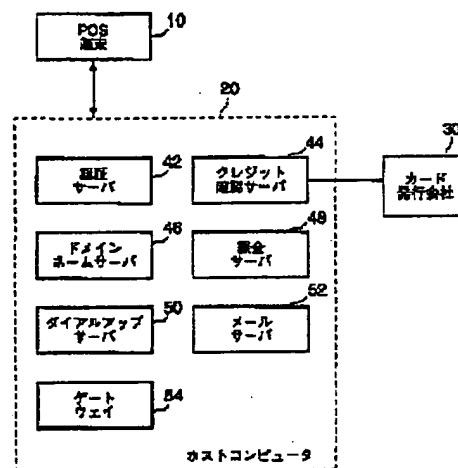 POS
端末
10
20
42
認証
サーバ
44
クレジット
確認サーバ
30
カード
発行会社
46
ドメイン
ホームサーバ
48
課金
サーバ
50
ダイアルアップ
サーバ
52
メール
サーバ
54
ゲート
ウェイ
ホストコンピュータ